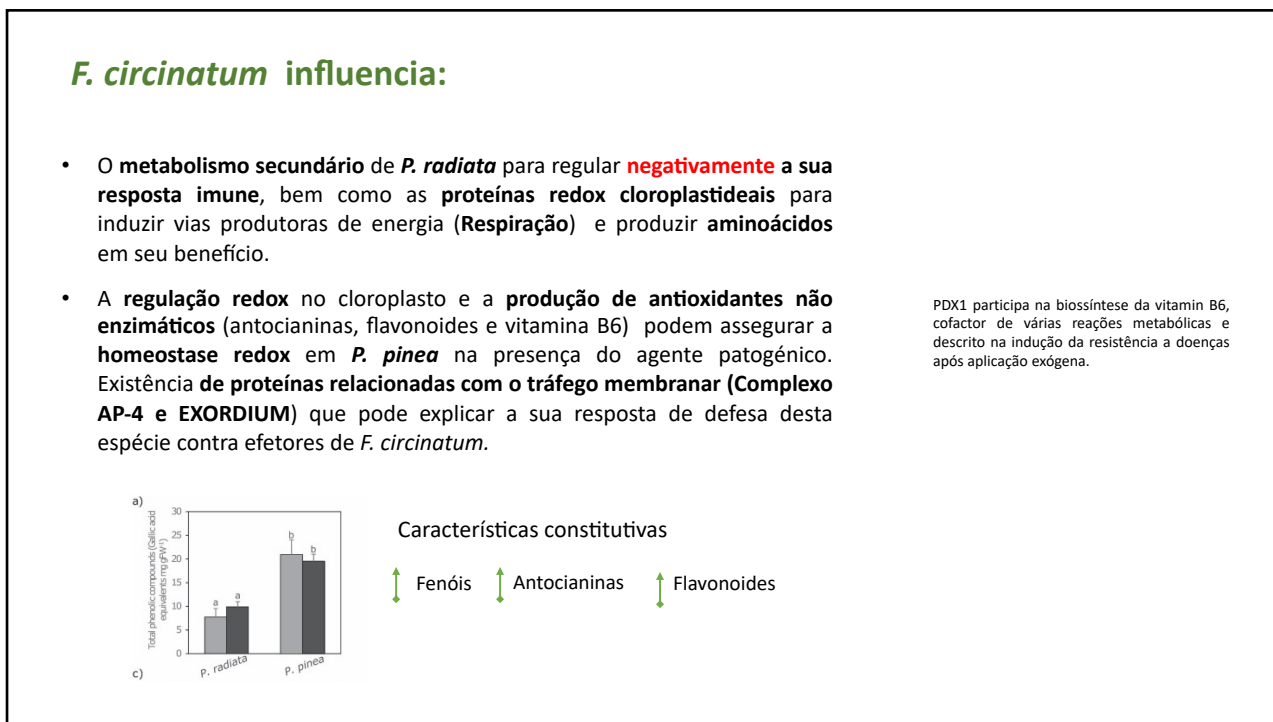 F. circinatum influencia:
• O metabolismo secundário de P. radiata para regular negativamente a sua
resposta imune, bem como as proteínas redox cloroplastideais para
induzir vias produtoras de energia (Respiração) e produzir aminoácidos
em seu benefício.
• A regulação redox no cloroplasto e a produção de antioxidantes não
enzimáticos (antocianinas, flavonoides e vitamina B6) podem assegurar a
homeostase redox em P. pinea na presença do agente patogénico.
Existência de proteínas relacionadas com o tráfego membranar (Complexo
AP-4 e EXORDIUM) que pode explicar a sua resposta de defesa desta
espécie contra efetores de F. circinatum.
PDX1 participa na biossíntese da vitamin B6,
cofactor de várias reações metabólicas e
descrito na indução da resistência a doenças
após aplicação exógena.
a)
Total phenolic compounds (Gallic acid
equivalents mg gFW⁻¹)
30
25
20
15
10
5
0
a
a
b
b
P. radiata
P. pinea
c)
Características constitutivas
Fenóis
Antocianinas
Flavonoides